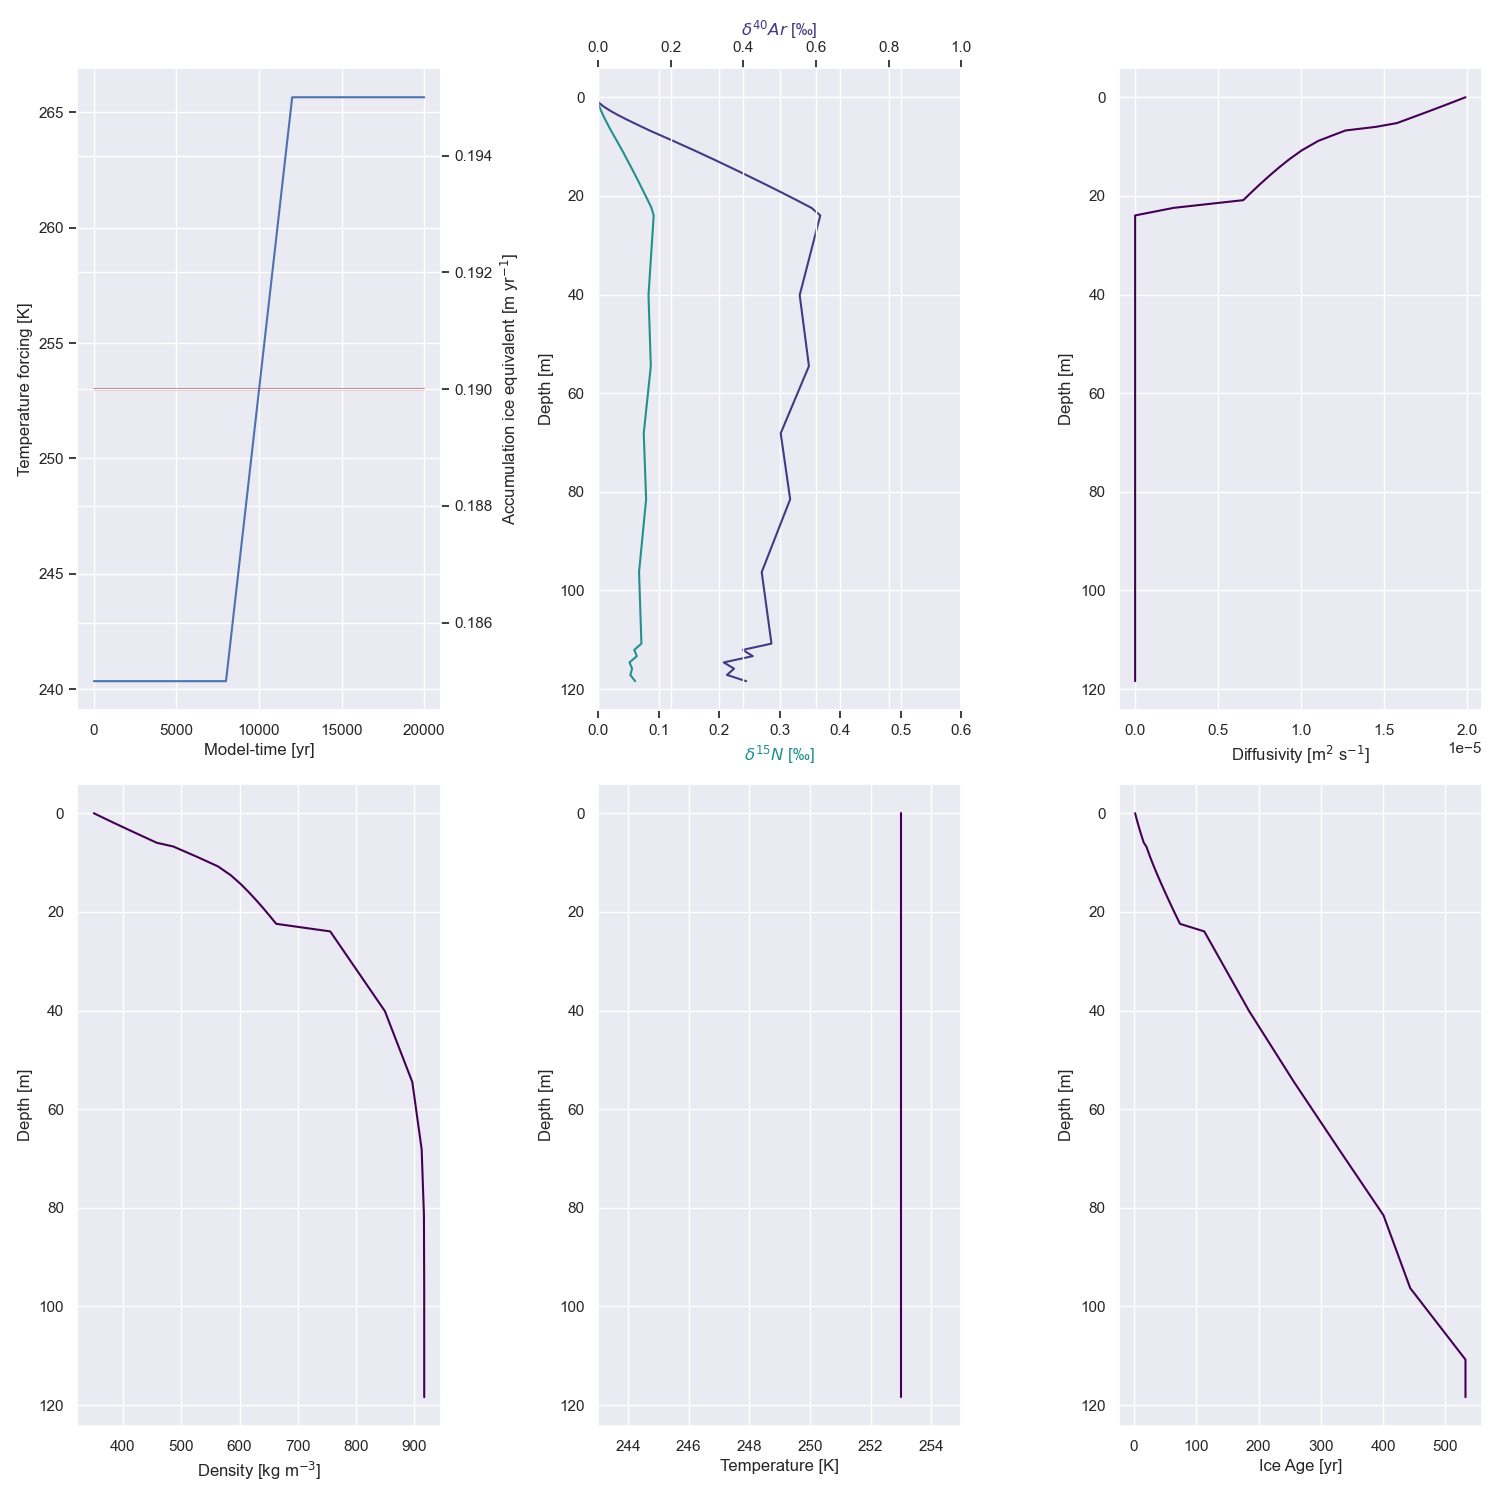 265
260
255
250
245
240
Temperature forcing [K]
0 5000 10000 15000 20000
Model-time [yr]
0.194
0.192
0.190
0.188
0.186
Accumulation ice equivalent [m yr⁻¹]
δ⁴⁰Ar [‰]
0.0 0.2 0.4 0.6 0.8 1.0
0
20
40
60
80
100
120
Depth [m]
0.0 0.1 0.2 0.3 0.4 0.5 0.6
δ¹⁵N [‰]
0
20
40
60
80
100
120
Depth [m]
0.0 0.5 1.0 1.5 2.0
1e−5
Diffusivity [m² s⁻¹]
0
20
40
60
80
100
120
Depth [m]
400 500 600 700 800 900
Density [kg m⁻³]
0
20
40
60
80
100
120
Depth [m]
244 246 248 250 252 254
Temperature [K]
0
20
40
60
80
100
120
Depth [m]
0 100 200 300 400 500
Ice Age [yr]